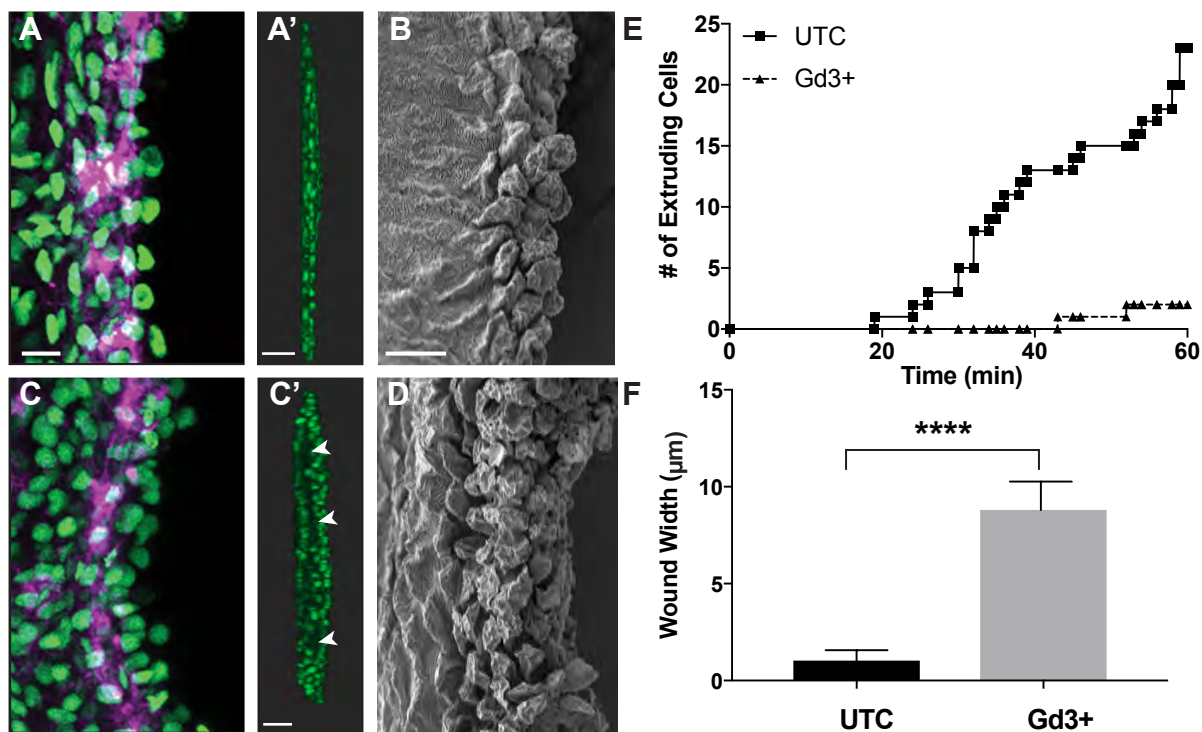 A
A'
B
C
C'
D
E
# of Extruding Cells
25
20
15
10
5
0
UTC
Gd3+
0
20
40
60
Time (min)
F
Wound Width (µm)
15
10
5
0
****
UTC
Gd3+